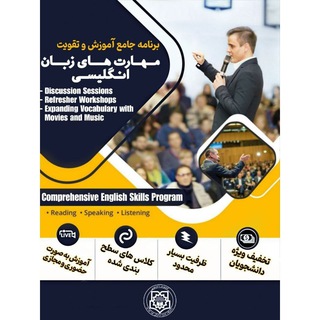 برنامه جامع آموزش و تقویت
مهارت های زبان
انگلیسی
- Discussion Sessions
- Refresher Workshops
- Expanding Vocabulary with
Movies and Music
Comprehensive English Skills Program
• Reading • Speaking • Listening
تخفیف ویژه
دانشجویان
ظرفیت بسیار
محدود
کلاس های سطح
بندی شده
LIVE
آموزش به صورت
حضوری و مجازی